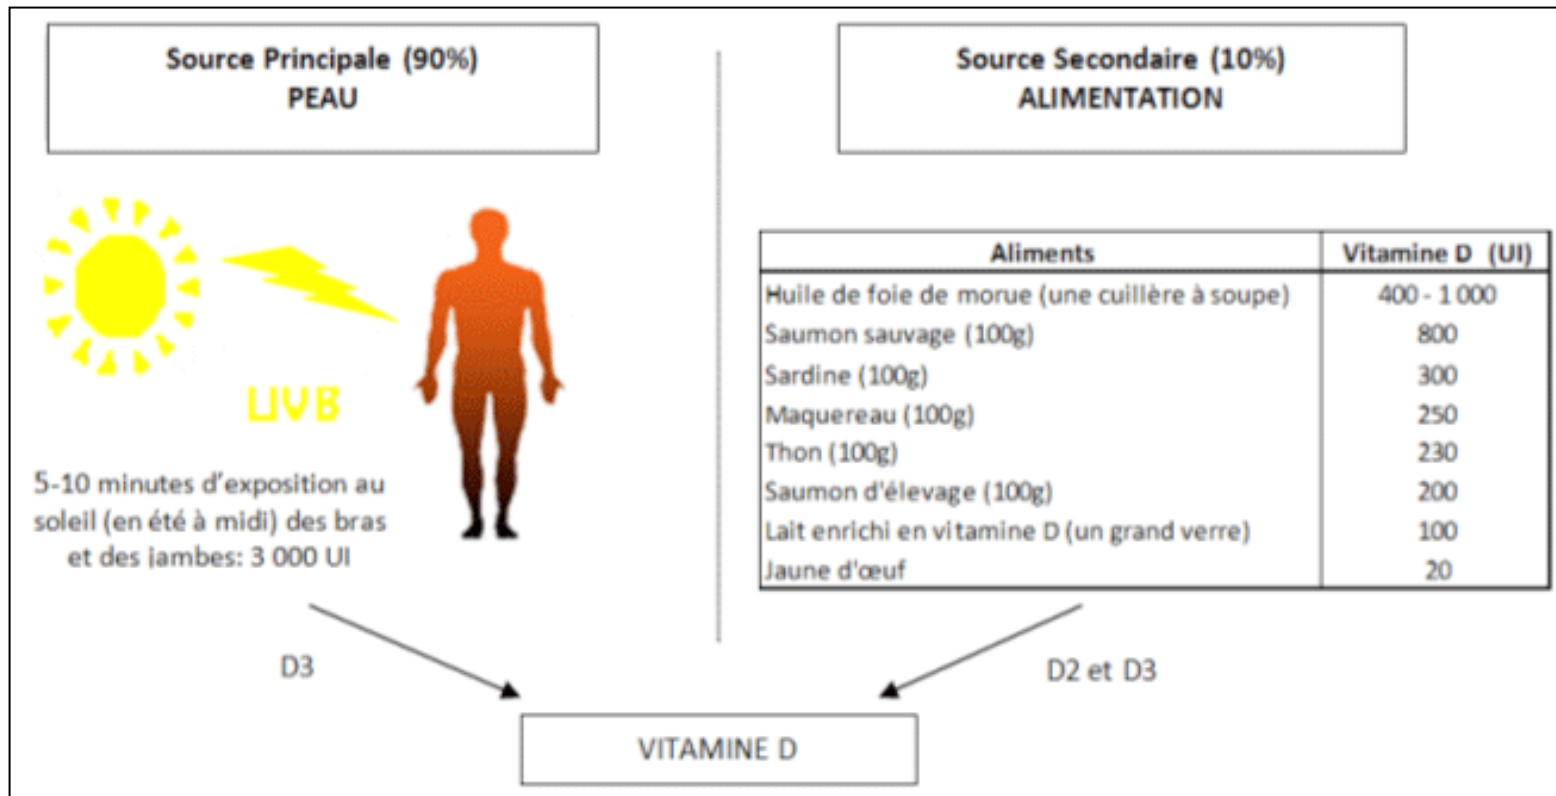 Source Principale (90%)
PEAU
Source Secondaire (10%)
ALIMENTATION
UVB
5-10 minutes d'exposition au
soleil (en été à midi) des bras
et des jambes: 3 000 UI
Aliments Vitamine D (UI)
Huile de foie de morue (une cuillère à soupe) 400 - 1 000
Saumon sauvage (100g) 800
Sardine (100g) 300
Maquereau (100g) 250
Thon (100g) 230
Saumon d'élevage (100g) 200
Lait enrichi en vitamine D (un grand verre) 100
Jaune d'œuf 20
D3
D2 et D3
VITAMINE D